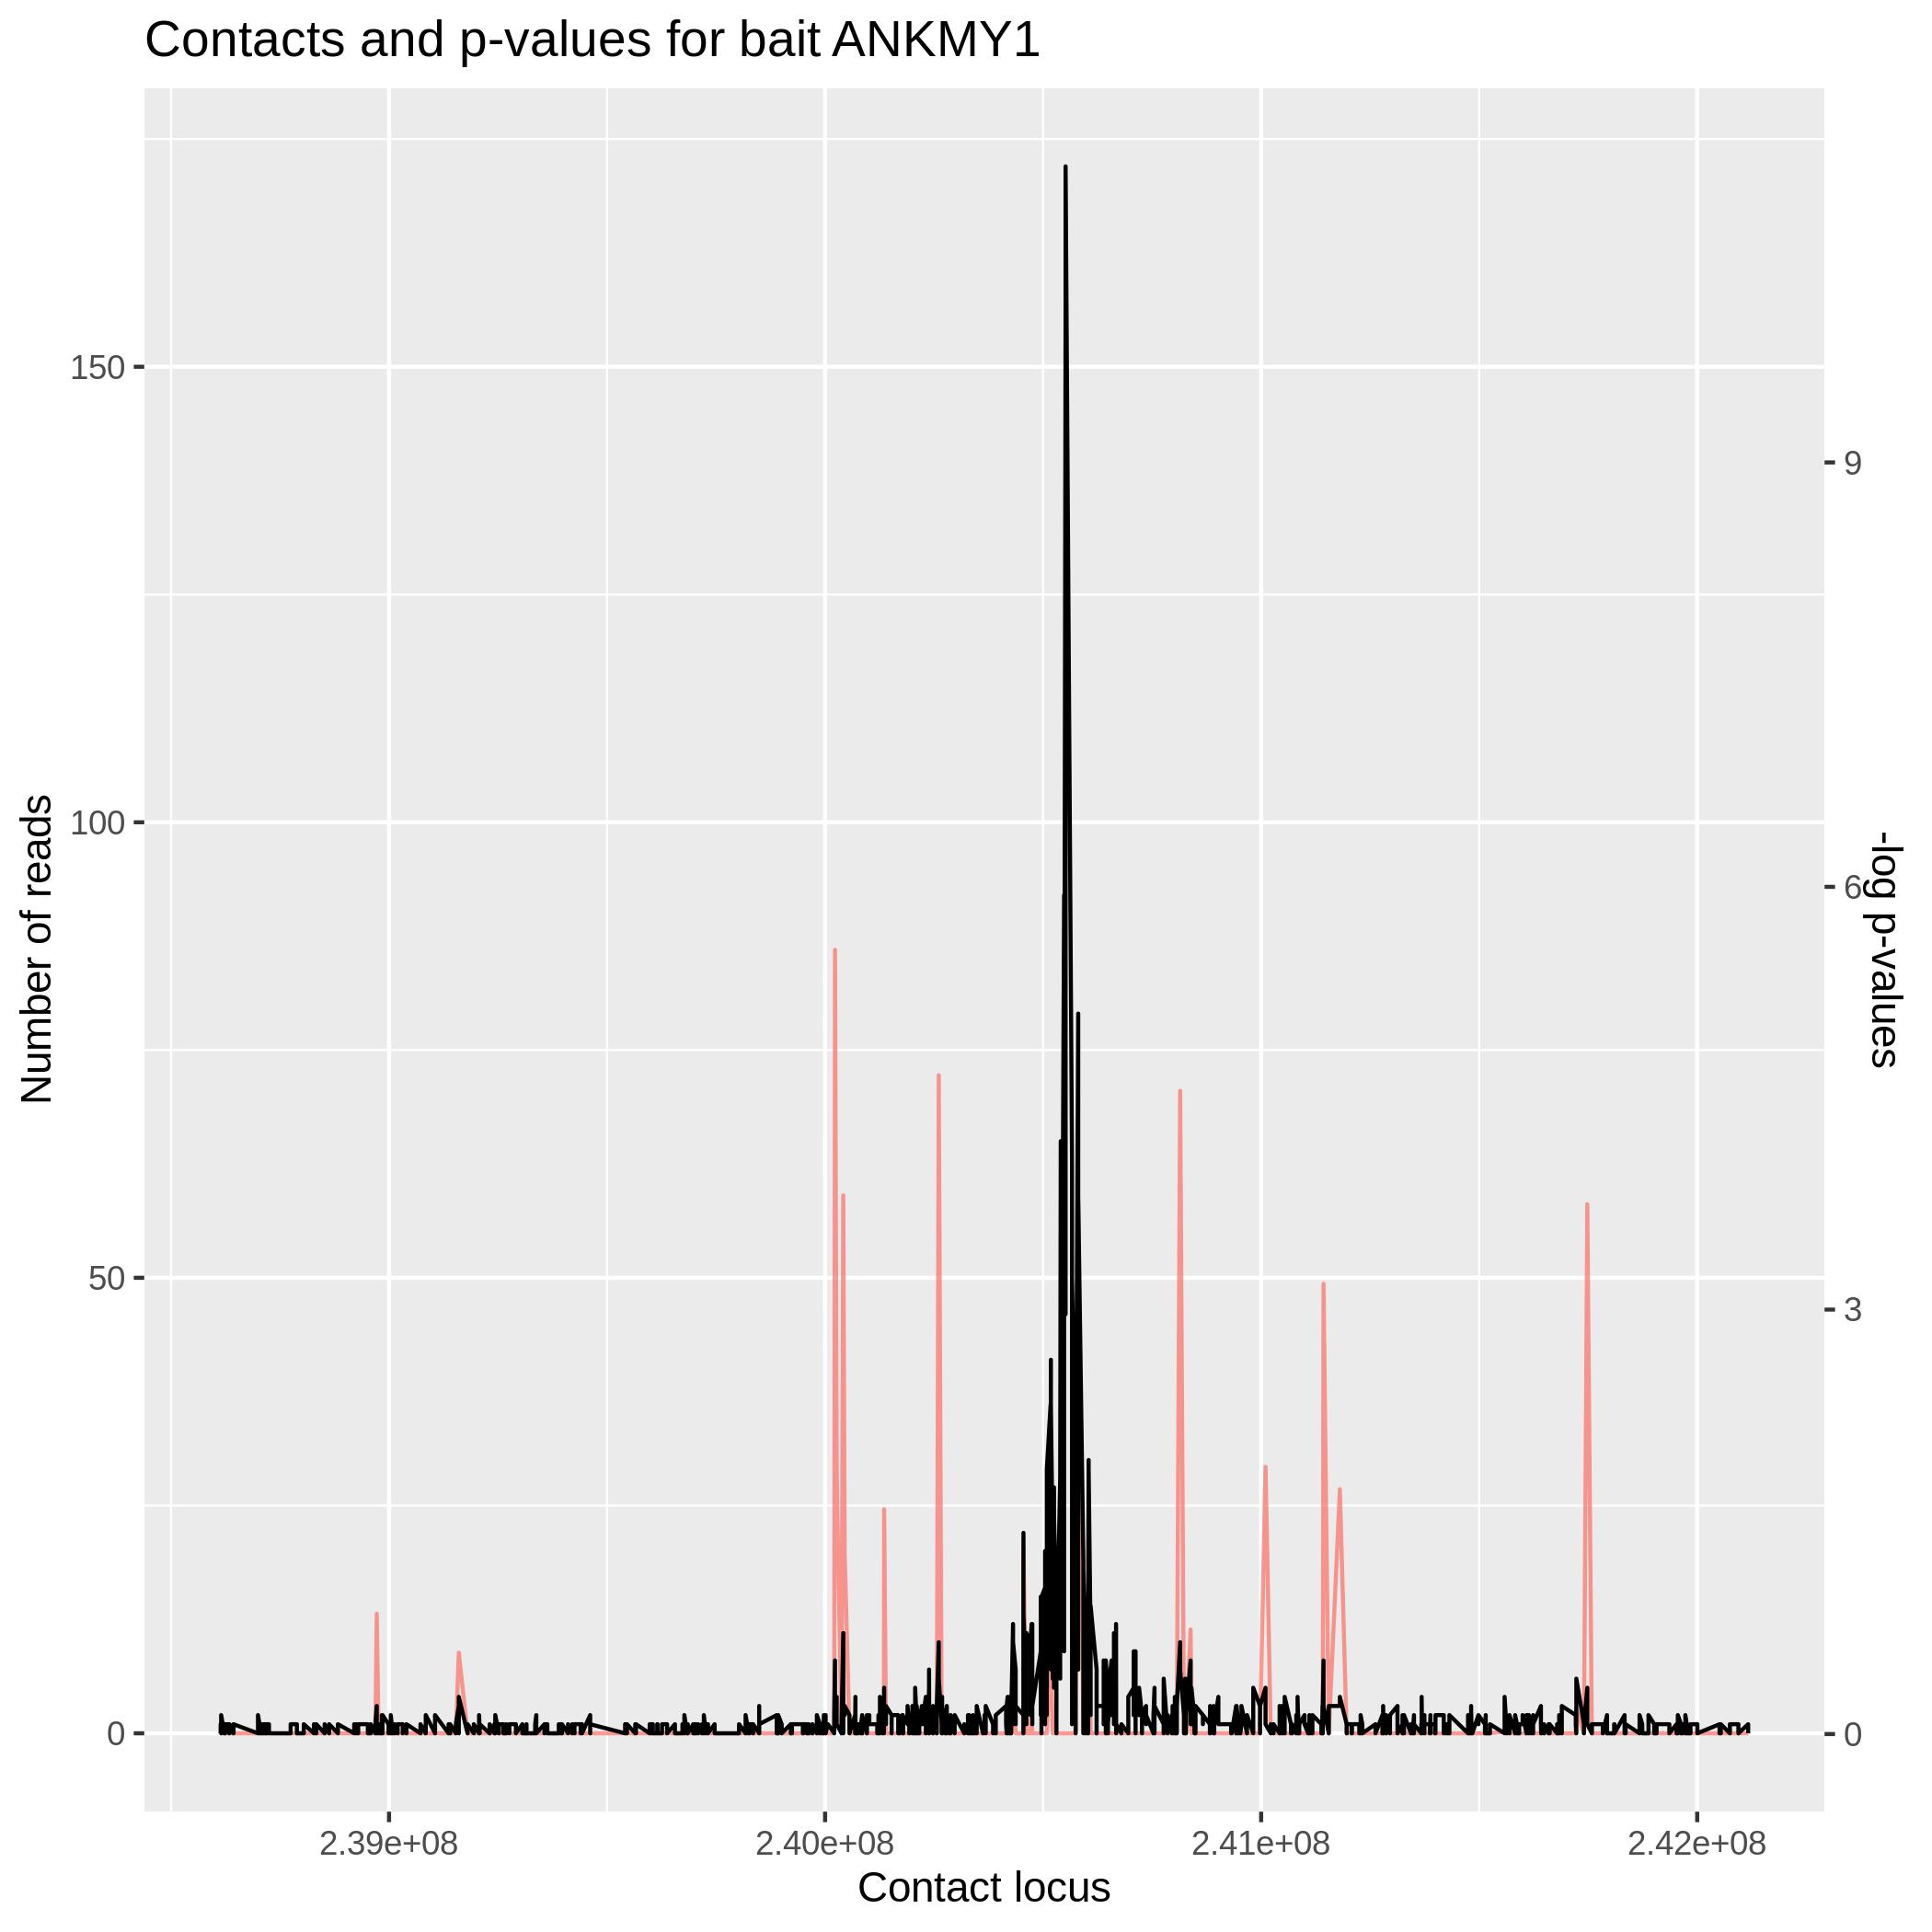 Contacts and p-values for bait ANKMY1
Number of reads
150
100
50
0
9
6
3
0
-log p-values
2.39e+08
2.40e+08
2.41e+08
2.42e+08
Contact locus